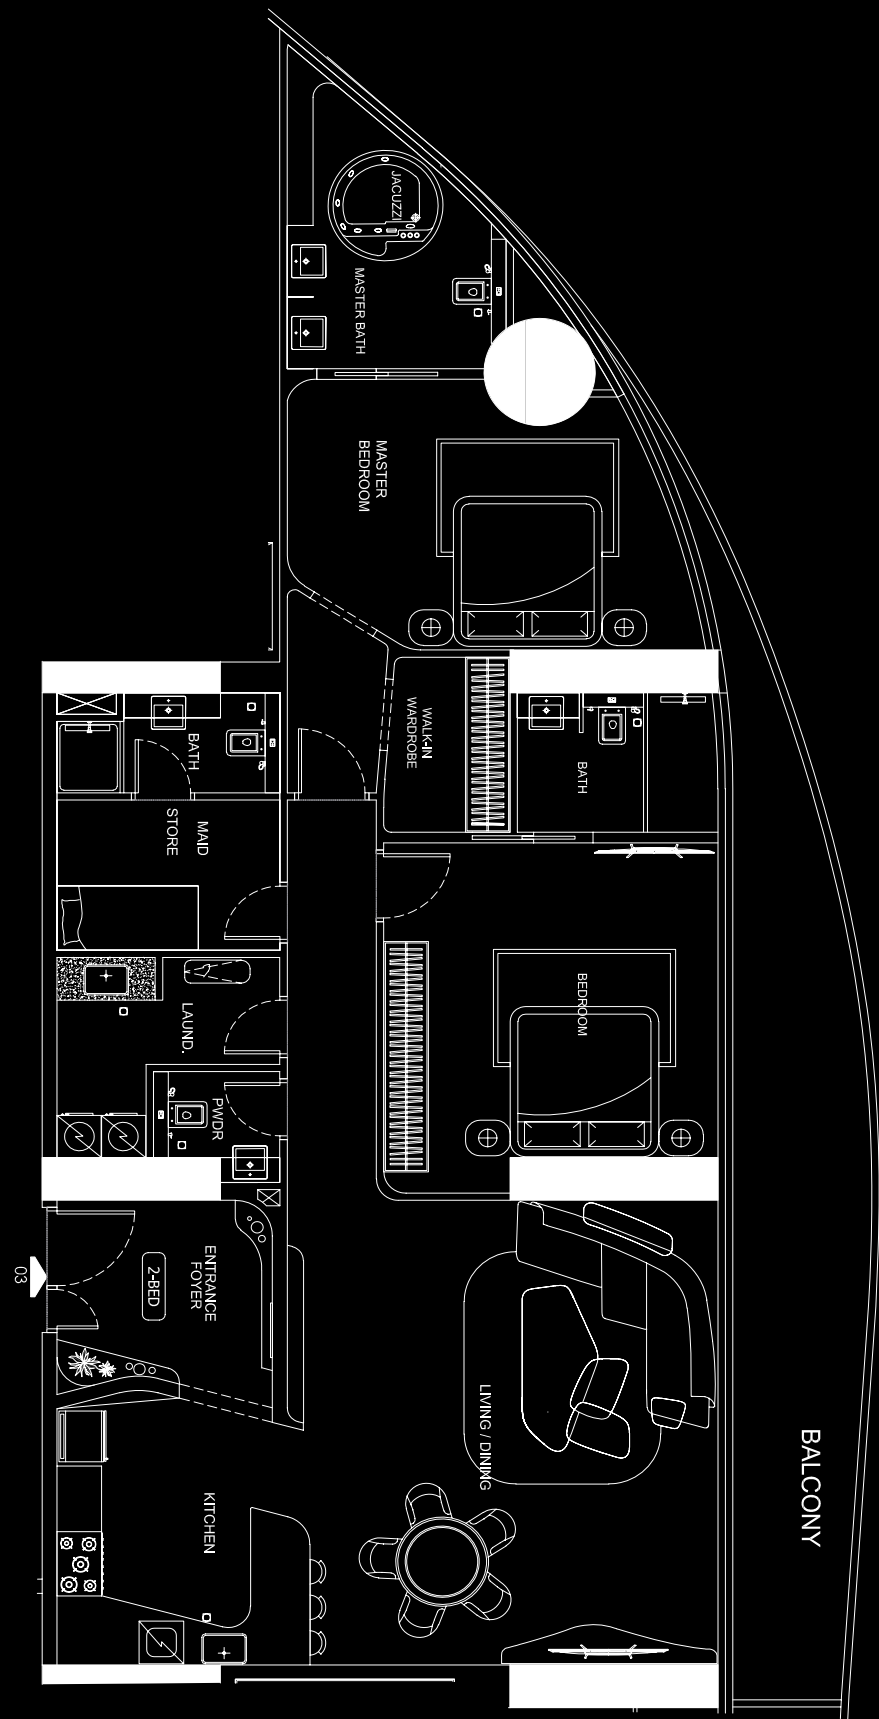 JACUZZI
MASTER BATH
MASTER
BEDROOM
WALK-IN
WARDROBE
BATH
BATH
MAID
STORE
BEDROOM
LAUND.
PWDR
ENTRANCE
FOYER
2-BED
03
LIVING / DINING
KITCHEN
BALCONY